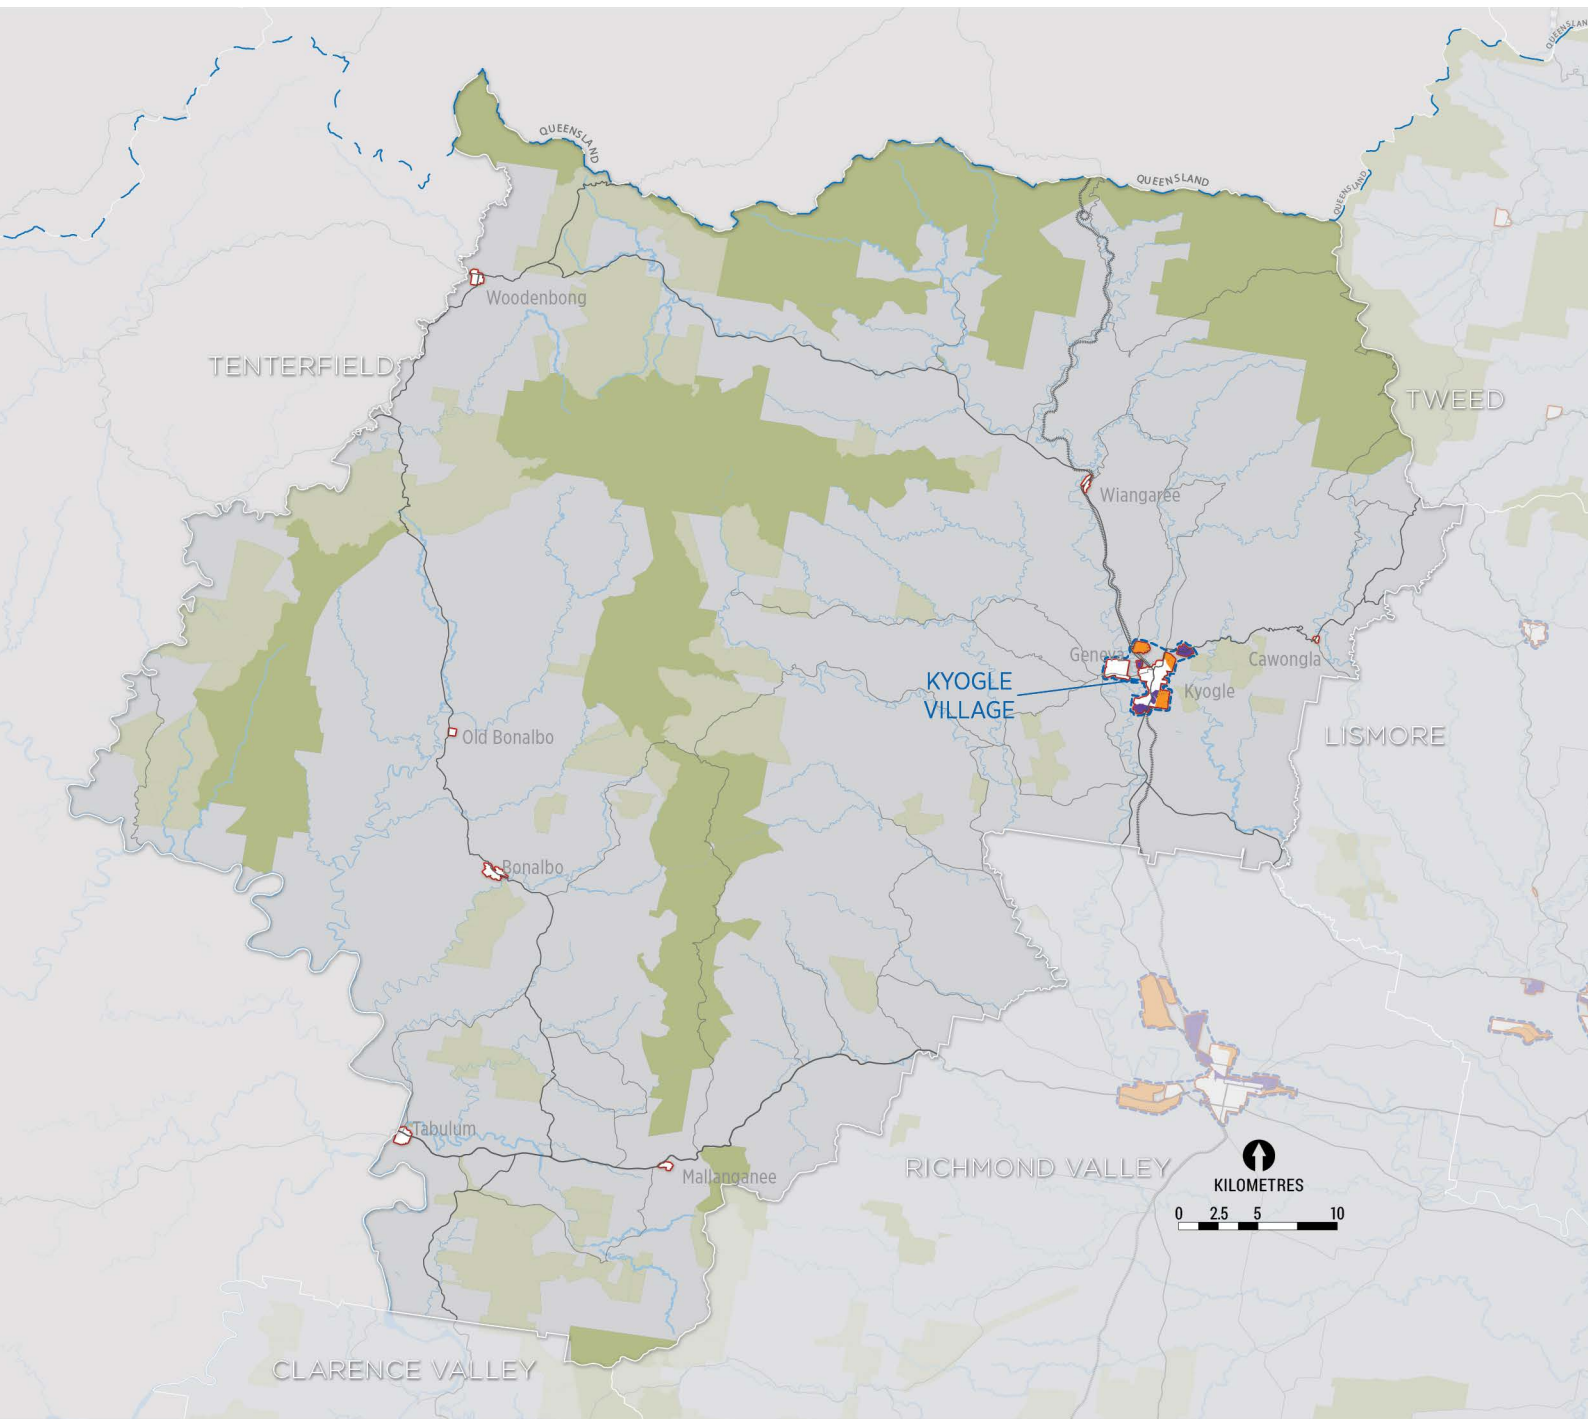 QUEENSLAND
QUEENSLAND
QUEENSLAND
QUEENSLAND
Woodenbong
TENTERFIELD
TWEED
Wiangaree
Geneva
Cawongla
KYOGLE
VILLAGE
Kyogle
Old Bonalbo
LISMORE
Bonalbo
Tabulum
Mallanganee
RICHMOND VALLEY
KILOMETRES
0 2.5 5 10
CLARENCE VALLEY